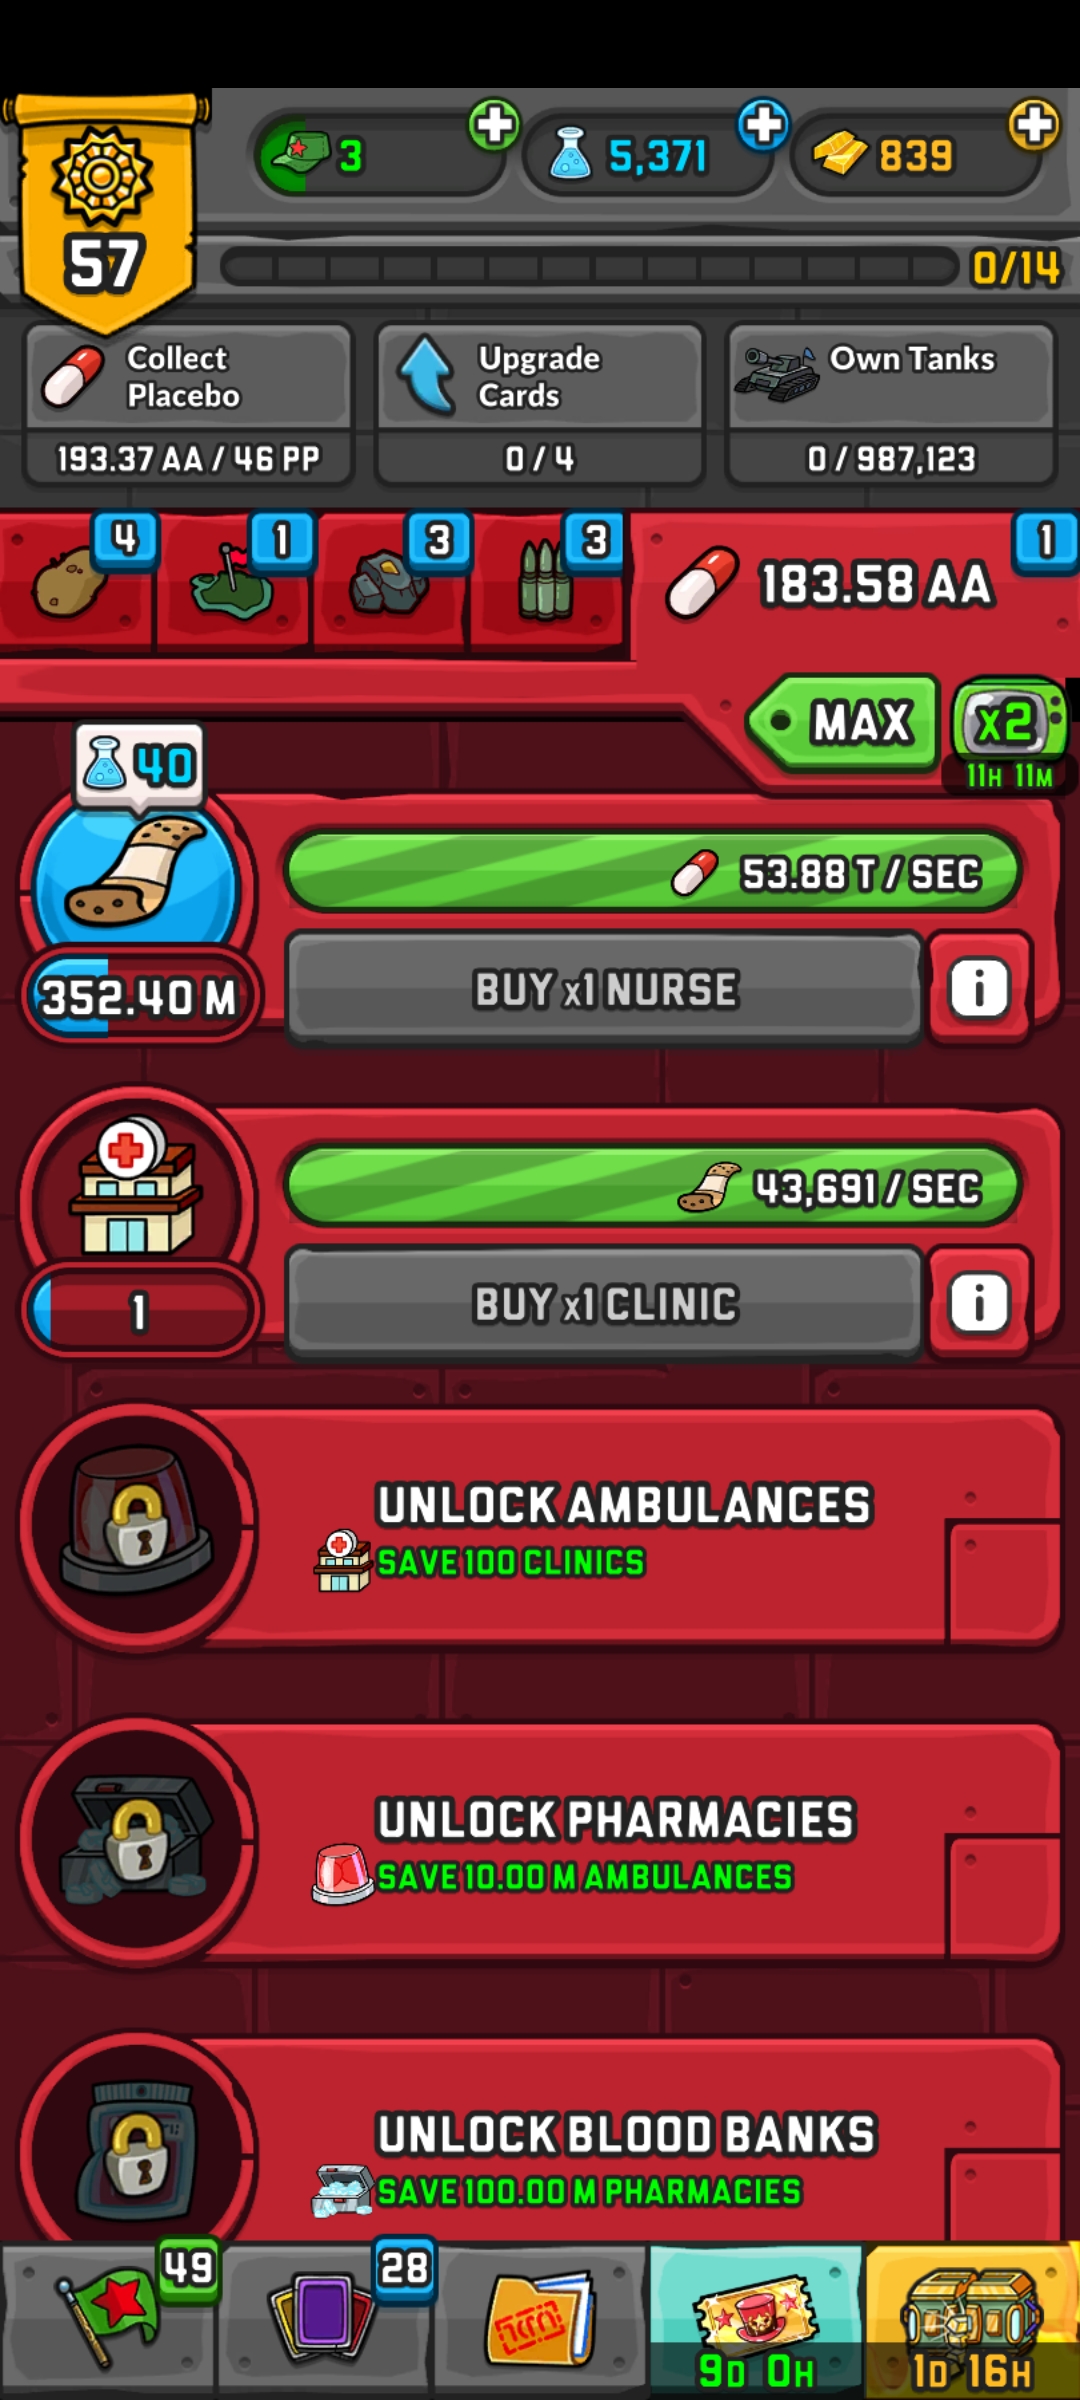 3
5,371
839
57
0/14
Collect
Placebo
193.37 AA / 46 PP
Upgrade
Cards
0 / 4
Own Tanks
0 / 987,123
4
1
3
3
183.58 AA
1
MAX
X2
11H 11M
40
53.88 T / SEC
352.40 M
BUY x1 NURSE
i
43,691 / SEC
1
BUY x1 CLINIC
i
UNLOCK AMBULANCES
SAVE 100 CLINICS
UNLOCK PHARMACIES
SAVE 10.00 M AMBULANCES
UNLOCK BLOOD BANKS
SAVE 100.00 M PHARMACIES
49
28
9D 0H
1D 16H